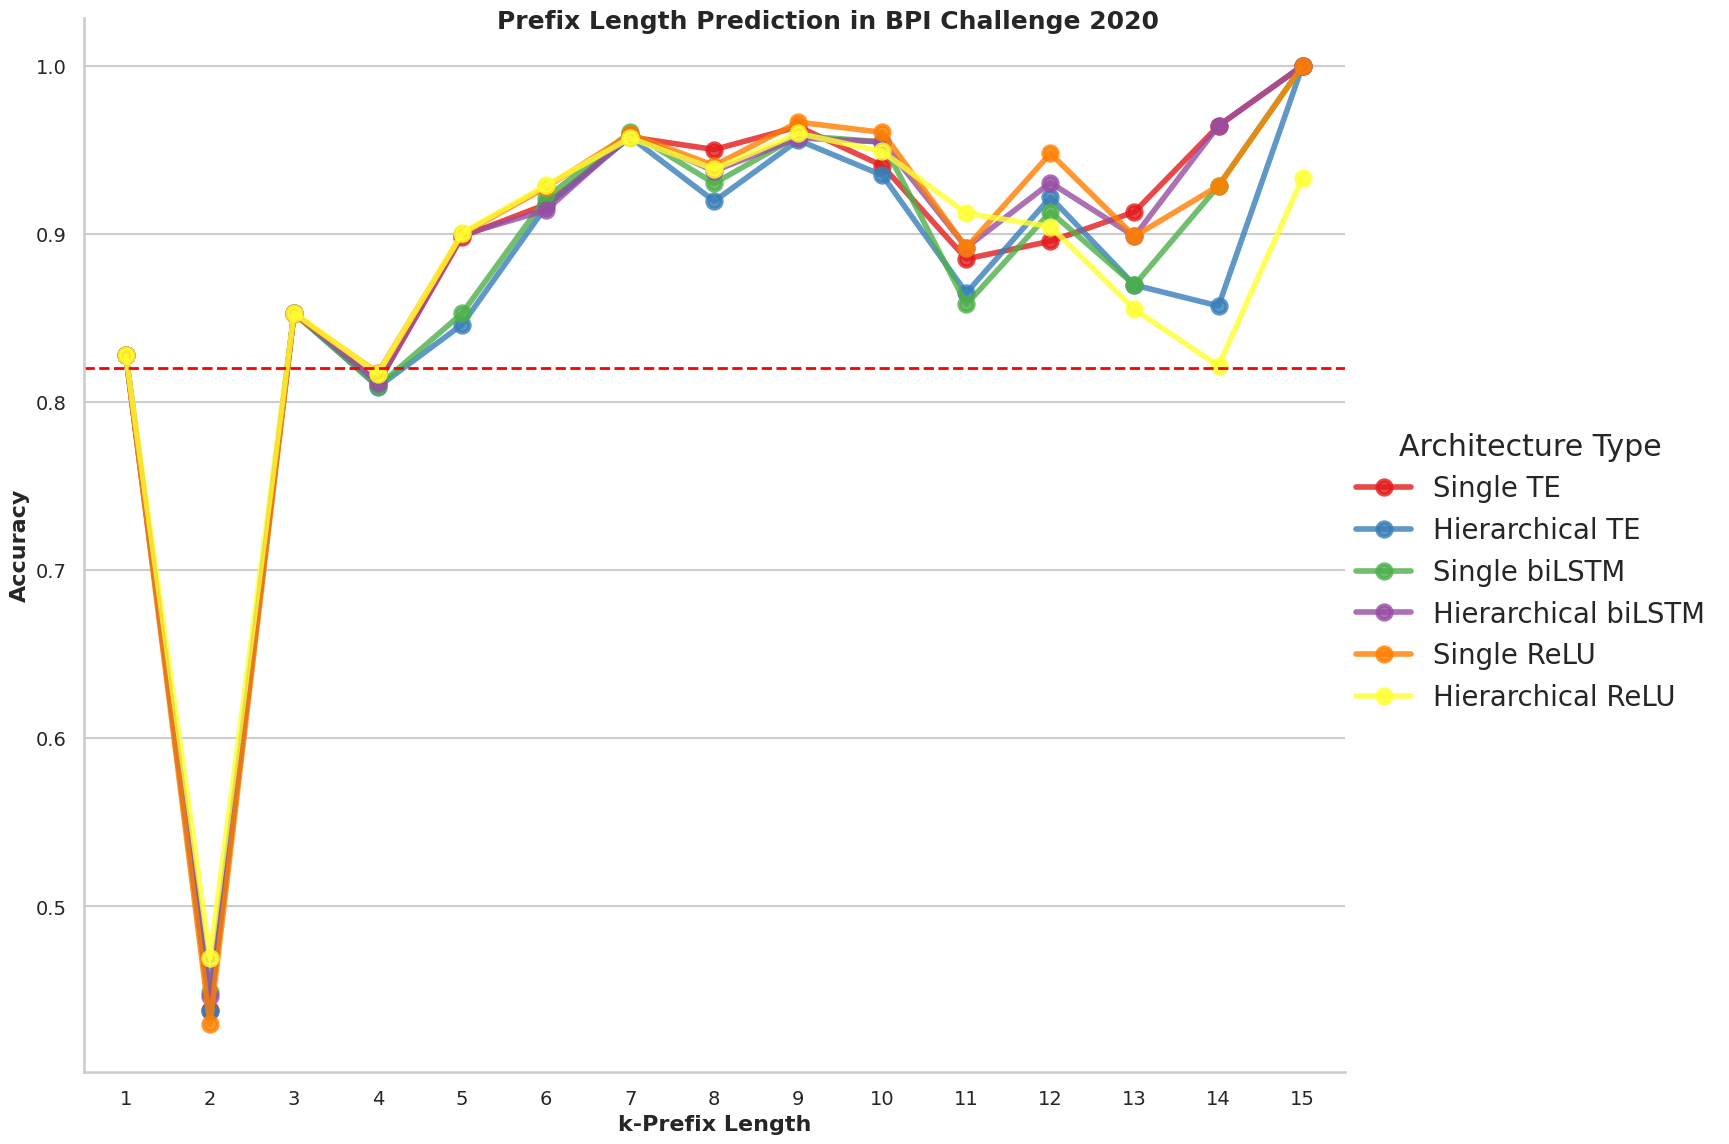 Prefix Length Prediction in BPI Challenge 2020
1.0
0.9
0.8
0.7
0.6
0.5
Accuracy
1 2 3 4 5 6 7 8 9 10 11 12 13 14 15
k-Prefix Length
Architecture Type
Single TE
Hierarchical TE
Single biLSTM
Hierarchical biLSTM
Single ReLU
Hierarchical ReLU